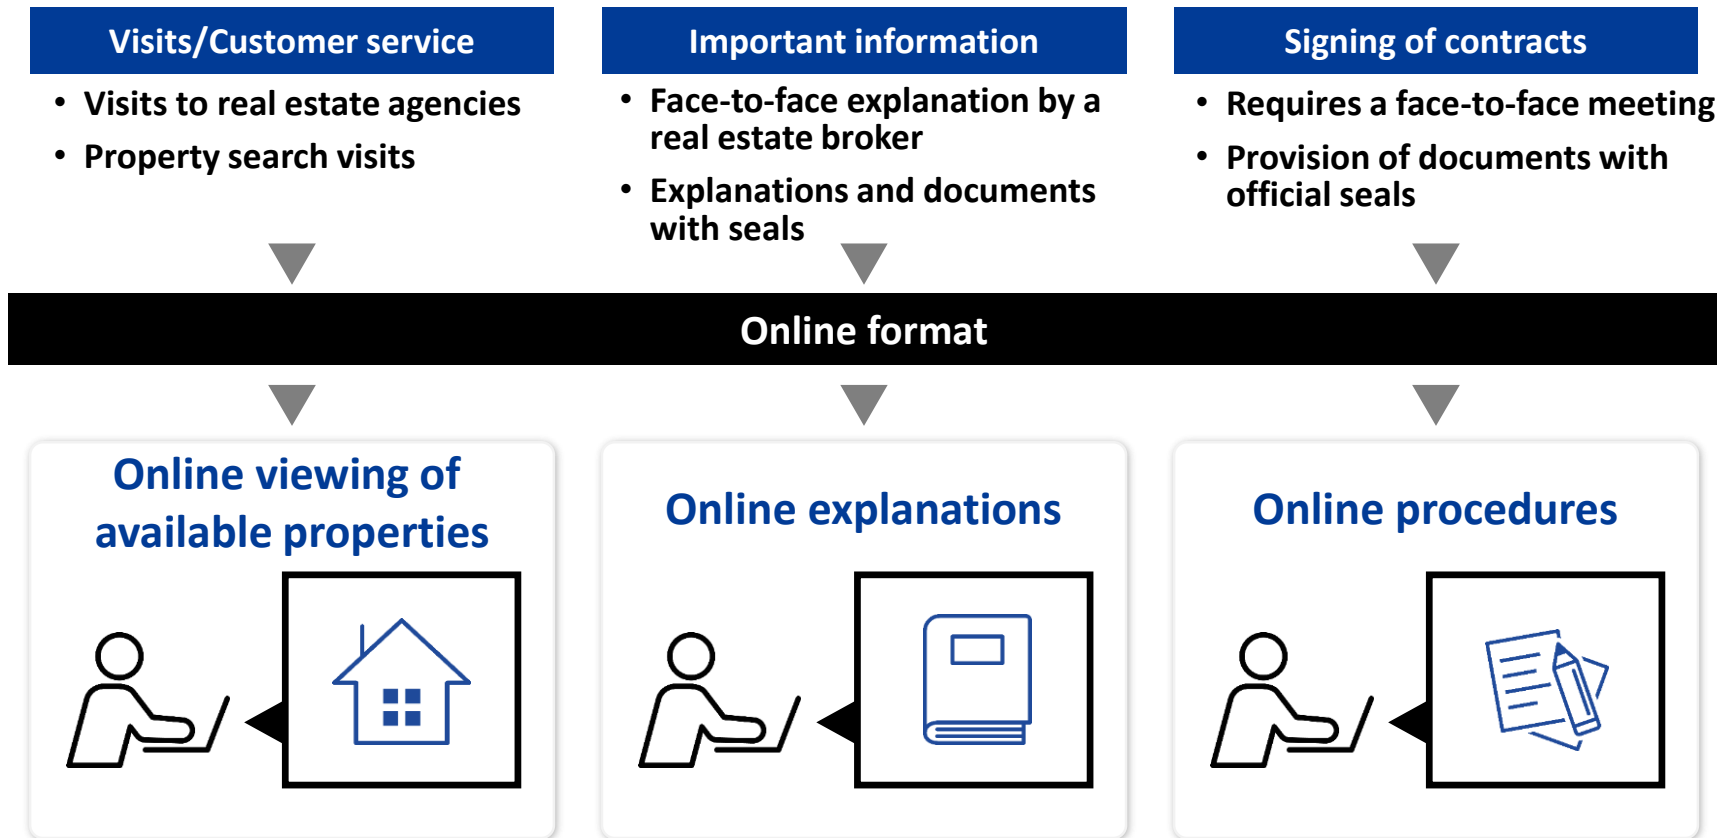 Visits/Customer service
• Visits to real estate agencies
• Property search visits
Important information
• Face-to-face explanation by a
real estate broker
• Explanations and documents
with seals
Signing of contracts
• Requires a face-to-face meeting
• Provision of documents with
official seals
Online format
Online viewing of
available properties
Online explanations
Online procedures